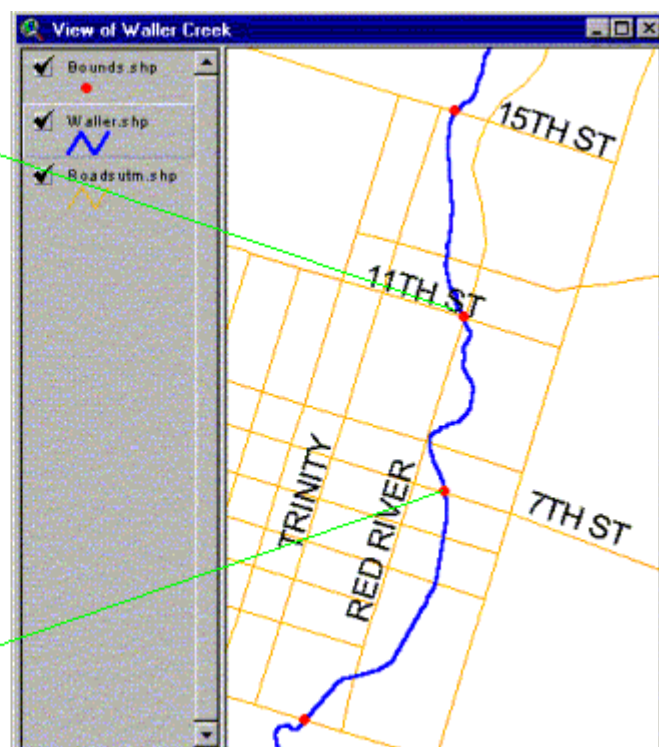 View of Waller Creek
Bounds.shp
Waller.shp
Roadsutm.shp
15TH ST
11TH ST
TRINITY
RED RIVER
7TH ST